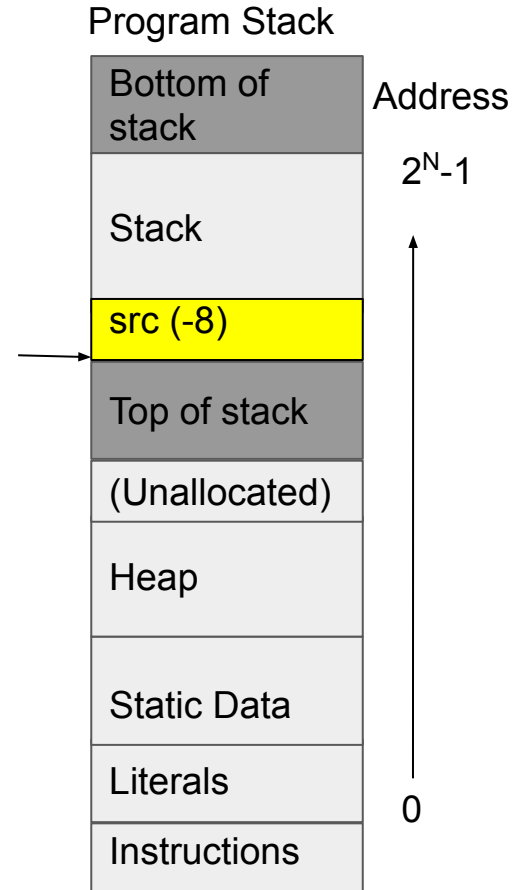 Program Stack
Bottom of
stack
Address
2ᴺ-1
Stack
src (-8)
Top of stack
(Unallocated)
Heap
Static Data
Literals
0
Instructions